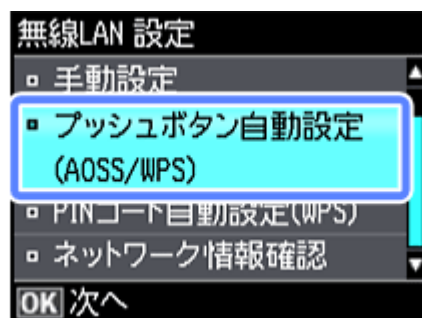 無線LAN 設定
手動設定
プッシュボタン自動設定
(AOSS/WPS)
PINコード自動設定(WPS)
ネットワーク情報確認
OK 次へ